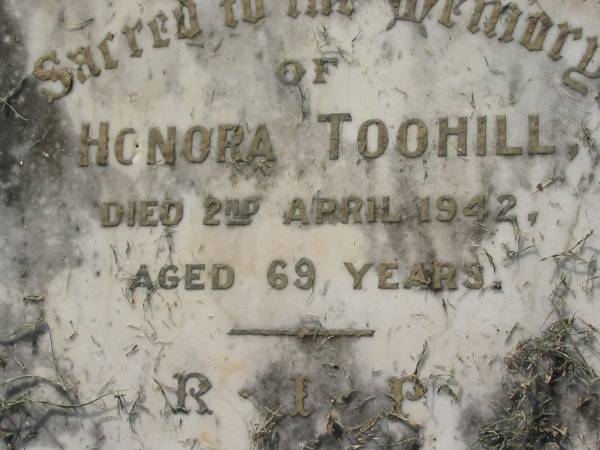 Sacred to the Memory
of
HONORA TOOHILL,
DIED 2ND APRIL 1942,
AGED 69 YEARS.
R · I · P